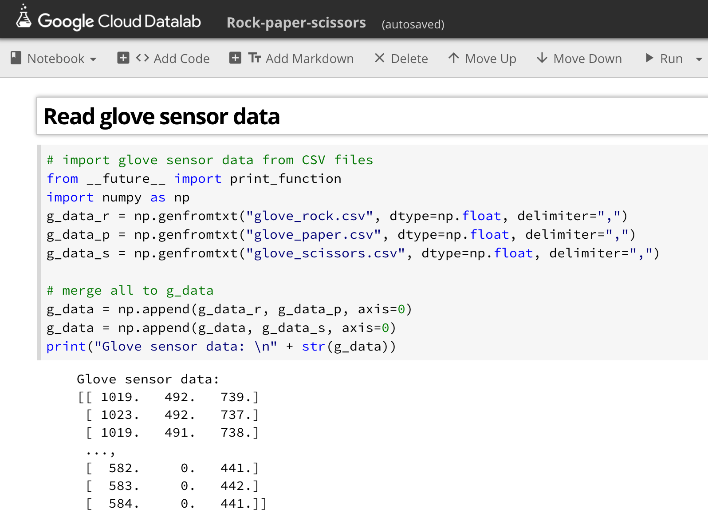 Google Cloud Datalab Rock-paper-scissors (autosaved)
Notebook <> Add Code Tт Add Markdown Delete Move Up Move Down Run
Read glove sensor data
# import glove sensor data from CSV files
from __future__ import print_function
import numpy as np
g_data_r = np.genfromtxt("glove_rock.csv", dtype=np.float, delimiter=",")
g_data_p = np.genfromtxt("glove_paper.csv", dtype=np.float, delimiter=",")
g_data_s = np.genfromtxt("glove_scissors.csv", dtype=np.float, delimiter=",")
# merge all to g_data
g_data = np.append(g_data_r, g_data_p, axis=0)
g_data = np.append(g_data, g_data_s, axis=0)
print("Glove sensor data: \n" + str(g_data))
Glove sensor data:
[[ 1019. 492. 739.]
[ 1023. 492. 737.]
[ 1019. 491. 738.]
...,
[ 582. 0. 441.]
[ 583. 0. 442.]
[ 584. 0. 441.]]